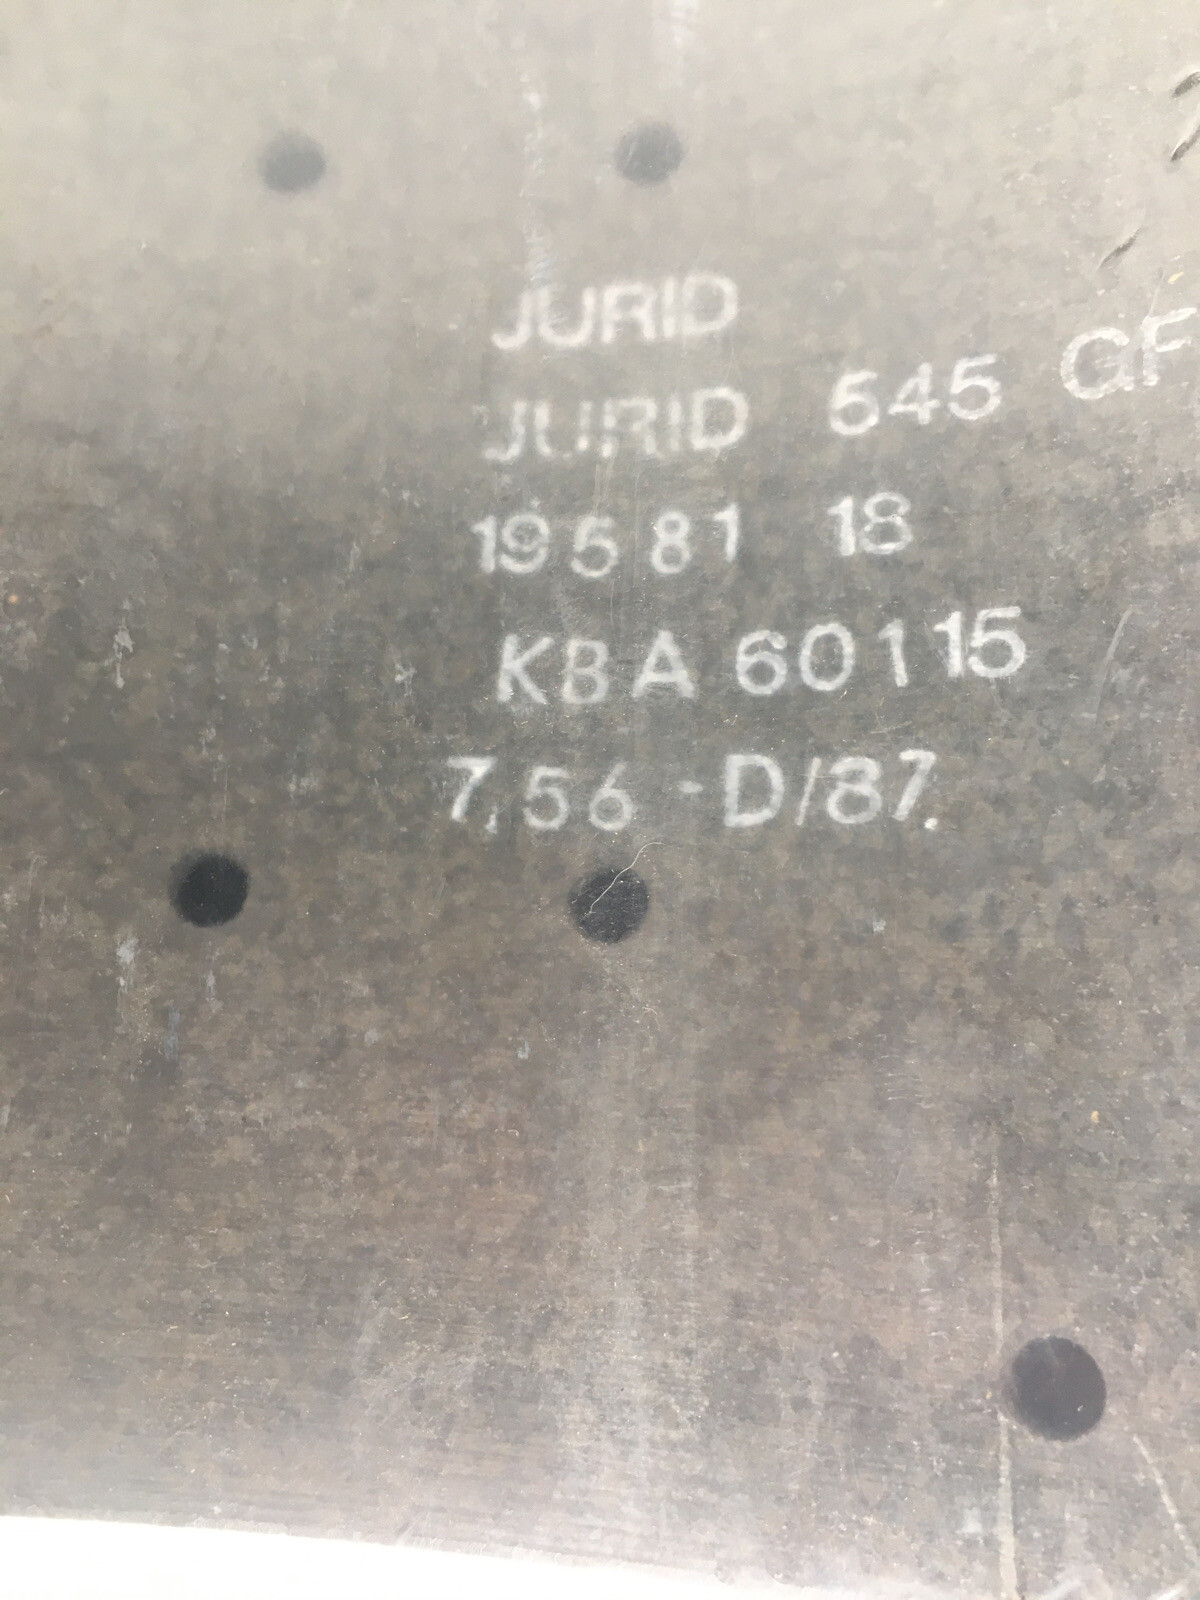 JURID
JURID 545 GF
19581 18
KBA 60115
7,56 - D/87